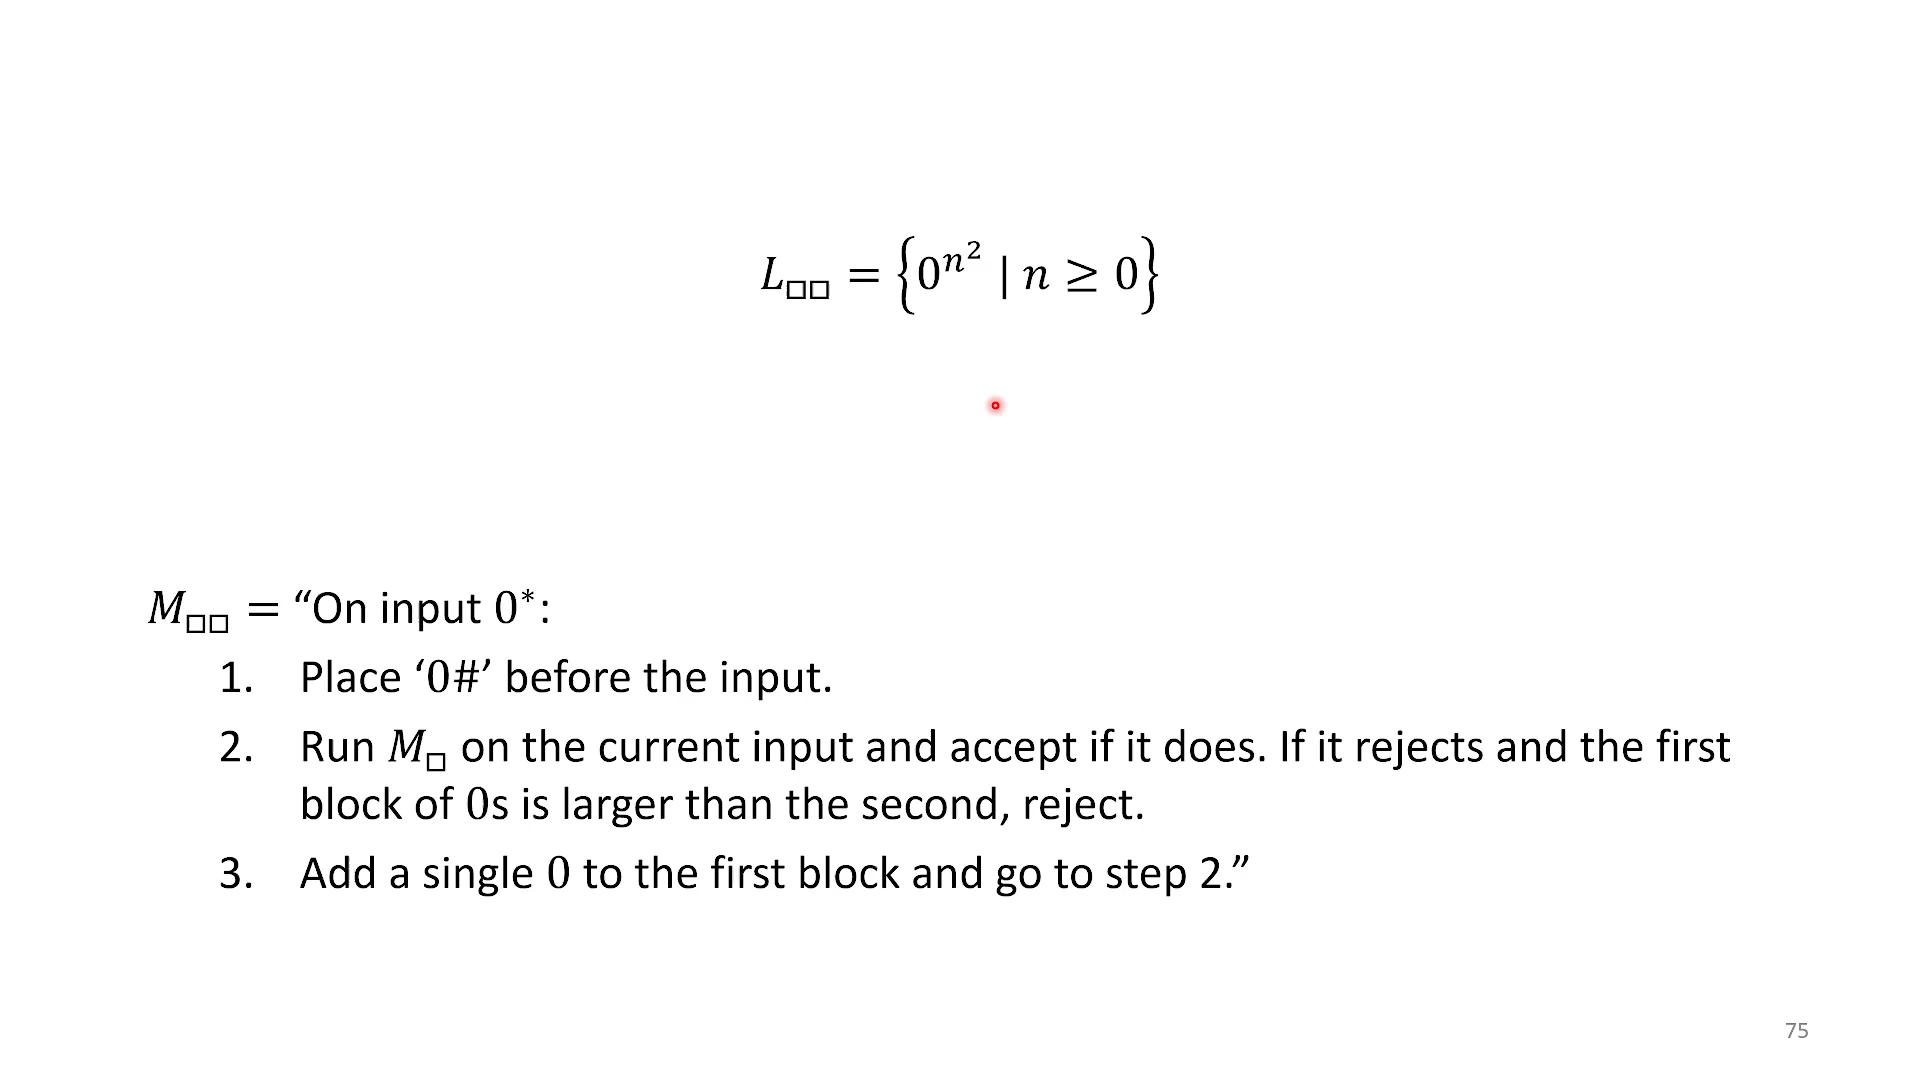 L□□ = {0^{n^2} | n ≥ 0}
M□□ = “On input 0*:
1. Place ‘0#’ before the input.
2. Run M□ on the current input and accept if it does. If it rejects and the first
block of 0s is larger than the second, reject.
3. Add a single 0 to the first block and go to step 2.”
75